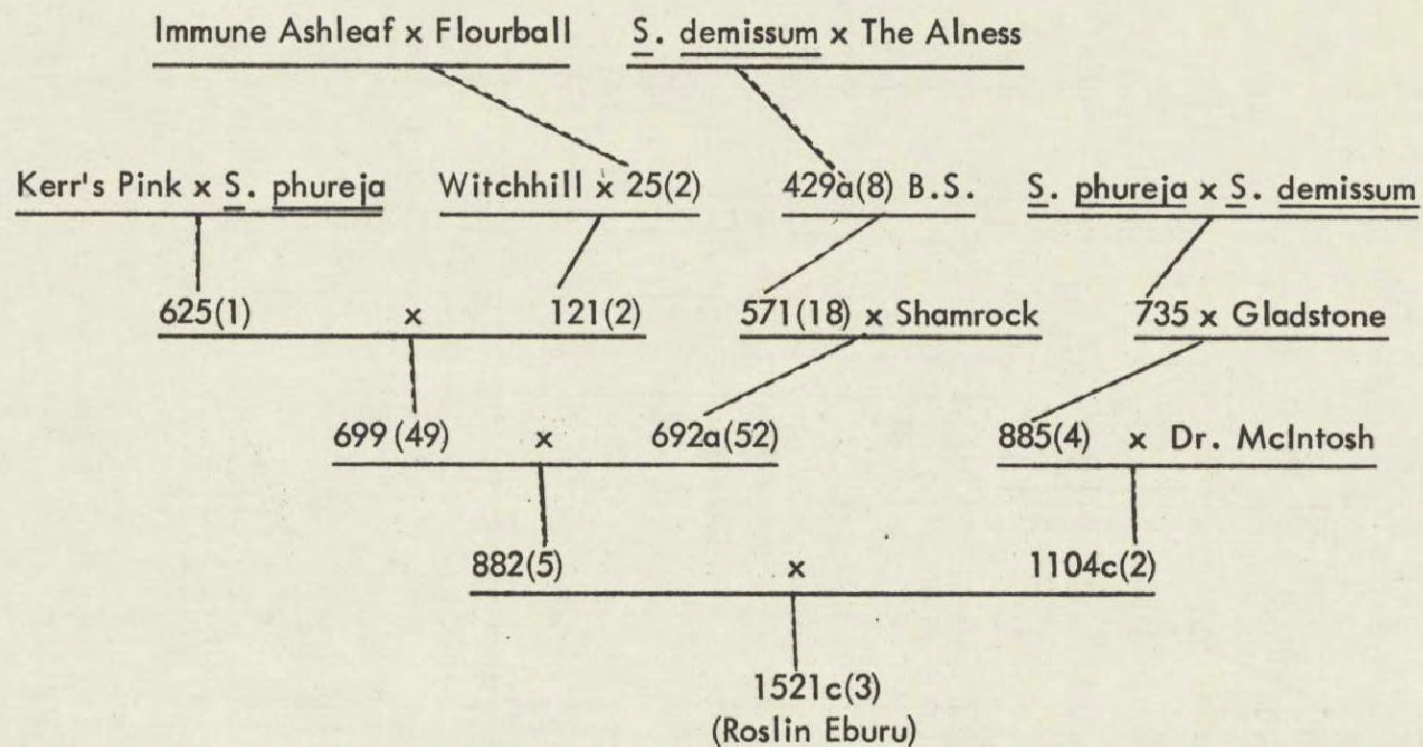 Immune Ashleaf x Flourball S. demissum x The Alness
Kerr's Pink x S. phureja Witchhill x 25(2) 429a(8) B.S. S. phureja x S. demissum
625(1) x 121(2) 571(18) x Shamrock 735 x Gladstone
699 (49) x 692a(52) 885(4) x Dr. McIntosh
882(5) x 1104c(2)
1521c(3)
(Roslin Eburu)